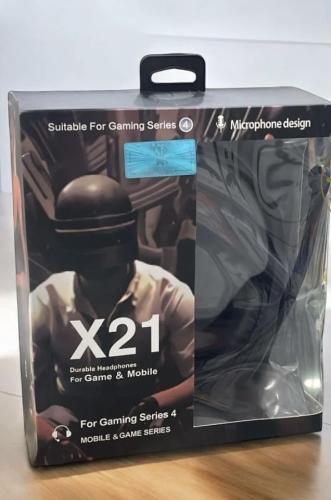 Suitable For Gaming Series 4
Microphone design
X21
Durable Headphones
For Game & Mobile
For Gaming Series 4
MOBILE & GAME SERIES